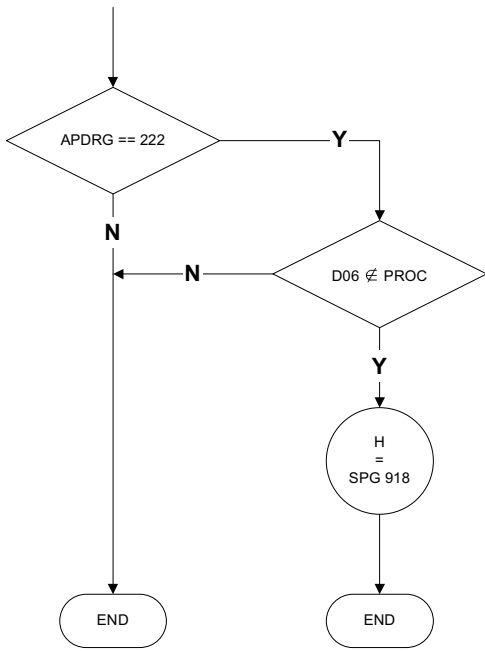 APDRG == 222
Y
N
N
D06 ∉ PROC
Y
H
=
SPG 918
END
END